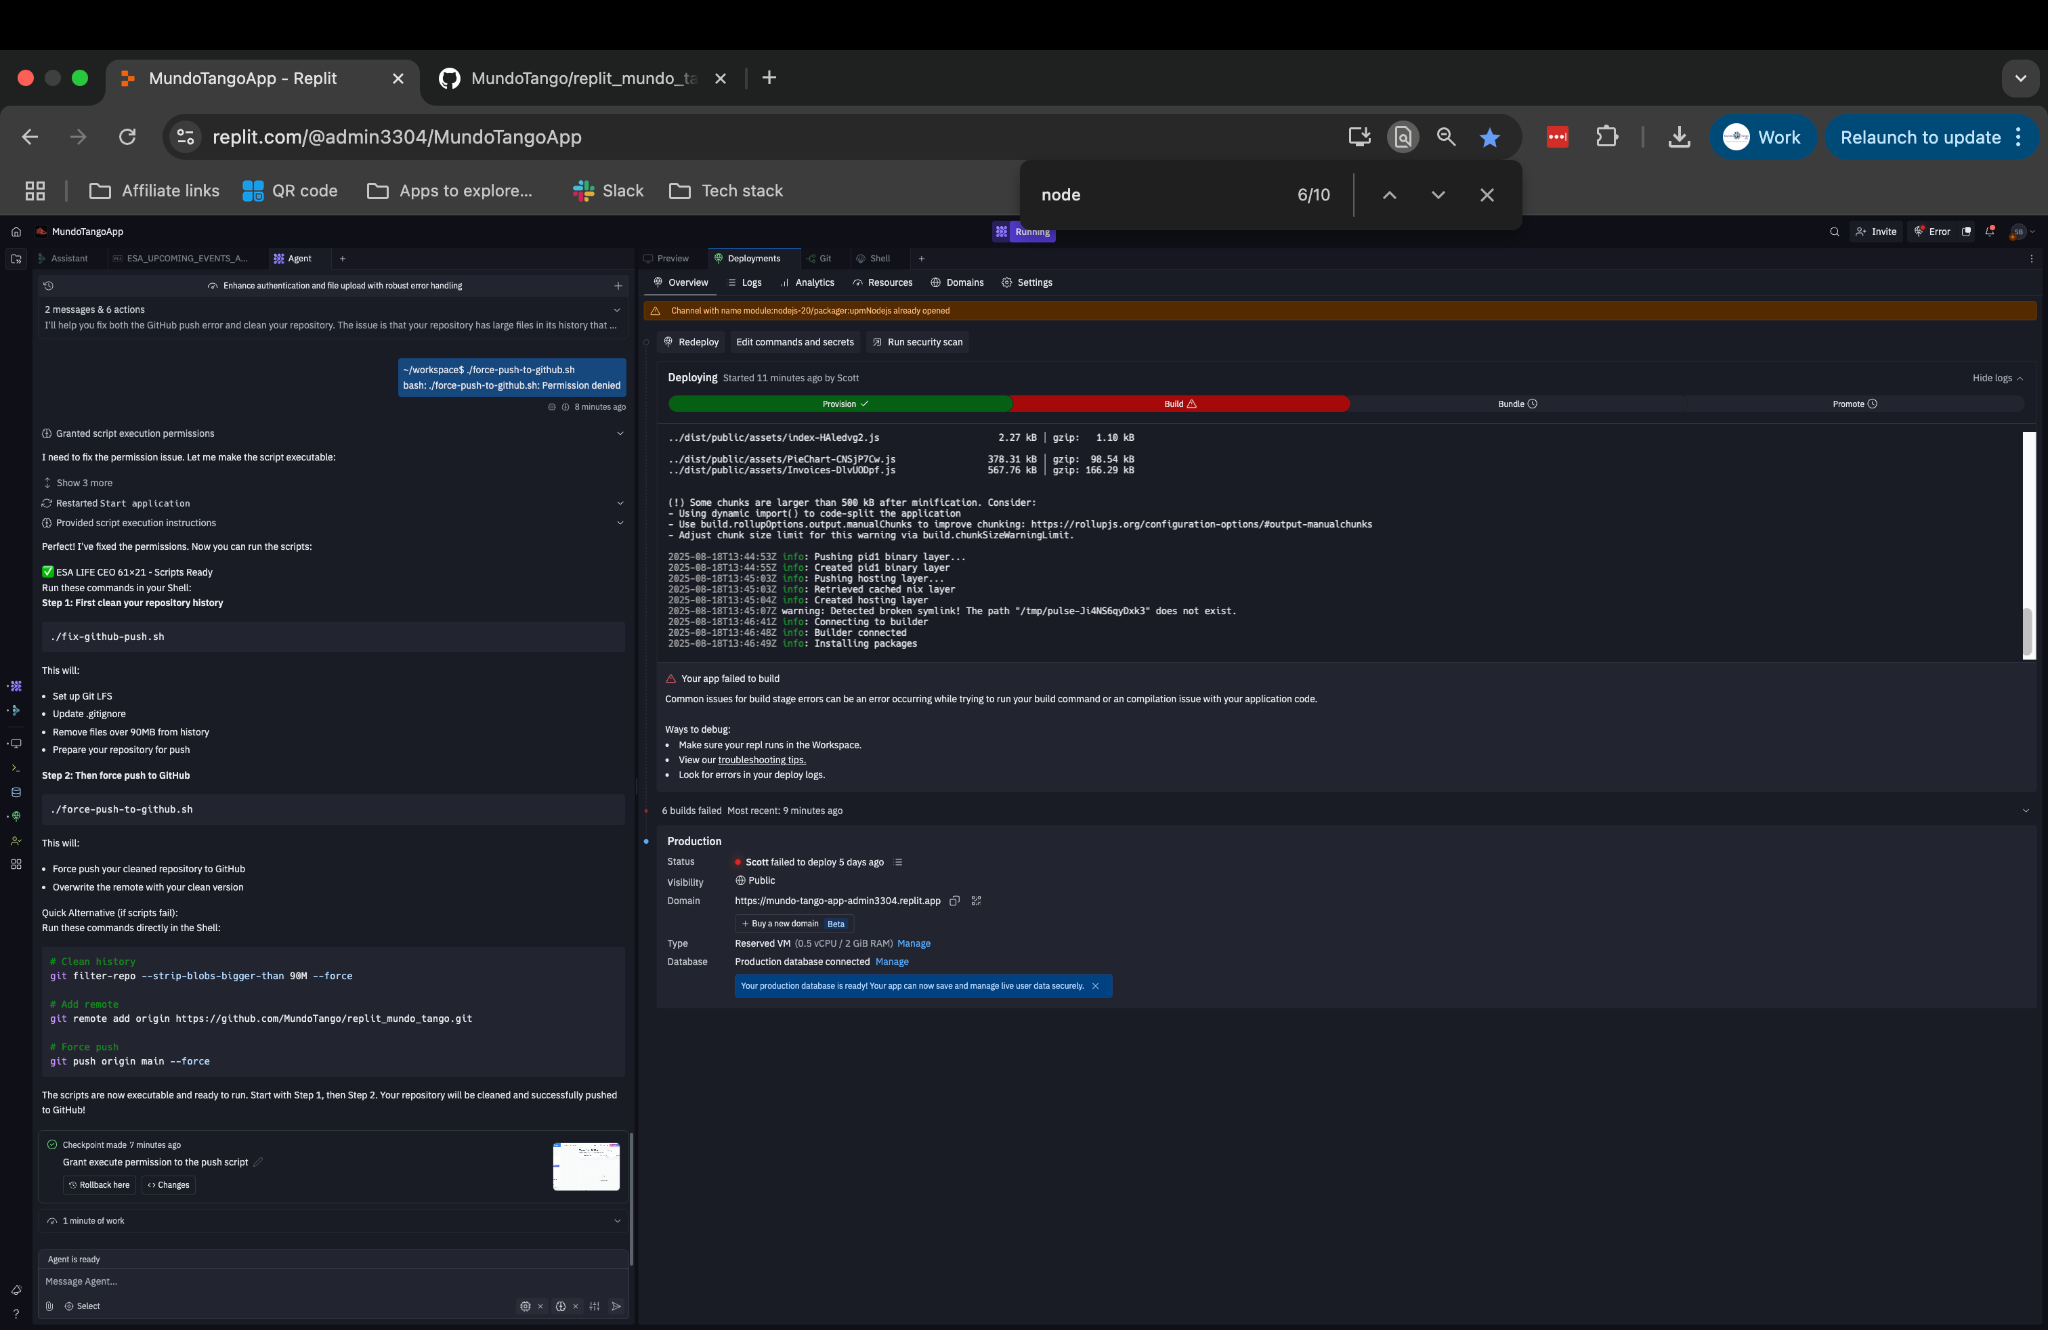 MundoTangoApp - Replit
MundoTango/replit_mundo_ta
replit.com/@admin3304/MundoTangoApp
Work
Relaunch to update
Affiliate links
QR code
Apps to explore...
Slack
Tech stack
node
6/10
MundoTangoApp
Running
Invite
Error
SB
Assistant
ESA_UPCOMING_EVENTS_A...
Agent
Enhance authentication and file upload with robust error handling
2 messages & 6 actions
I'll help you fix both the GitHub push error and clean your repository. The issue is that your repository has large files in its history that ...
~/workspace$ ./force-push-to-github.sh
bash: ./force-push-to-github.sh: Permission denied
8 minutes ago
Granted script execution permissions
I need to fix the permission issue. Let me make the script executable:
Show 3 more
Restarted Start application
Provided script execution instructions
Perfect! I've fixed the permissions. Now you can run the scripts:
✅ ESA LIFE CEO 61×21 - Scripts Ready
Run these commands in your Shell:
Step 1: First clean your repository history
./fix-github-push.sh
This will:
• Set up Git LFS
• Update .gitignore
• Remove files over 90MB from history
• Prepare your repository for push
Step 2: Then force push to GitHub
./force-push-to-github.sh
This will:
• Force push your cleaned repository to GitHub
• Overwrite the remote with your clean version
Quick Alternative (if scripts fail):
Run these commands directly in the Shell:
# Clean history
git filter-repo --strip-blobs-bigger-than 90M --force
# Add remote
git remote add origin https://github.com/MundoTango/replit_mundo_tango.git
# Force push
git push origin main --force
The scripts are now executable and ready to run. Start with Step 1, then Step 2. Your repository will be cleaned and successfully pushed
to GitHub!
Checkpoint made 7 minutes ago
Grant execute permission to the push script
Rollback here
Changes
1 minute of work
Agent is ready
Message Agent...
Select
Preview
Deployments
Git
Shell
Overview
Logs
Analytics
Resources
Domains
Settings
Channel with name module:nodejs-20/packager:upmNodejs already opened
Redeploy
Edit commands and secrets
Run security scan
Deploying Started 11 minutes ago by Scott
Hide logs
Provision
Build
Bundle
Promote
../dist/public/assets/index-HAledvg2.js 2.27 kB │ gzip: 1.10 kB
../dist/public/assets/PieChart-CNSjP7Cw.js 378.31 kB │ gzip: 98.54 kB
../dist/public/assets/Invoices-DlvUODpf.js 567.76 kB │ gzip: 166.29 kB
(!) Some chunks are larger than 500 kB after minification. Consider:
- Using dynamic import() to code-split the application
- Use build.rollupOptions.output.manualChunks to improve chunking: https://rollupjs.org/configuration-options/#output-manualchunks
- Adjust chunk size limit for this warning via build.chunkSizeWarningLimit.
2025-08-18T13:44:53Z info: Pushing pid1 binary layer...
2025-08-18T13:44:55Z info: Created pid1 binary layer
2025-08-18T13:45:03Z info: Pushing hosting layer...
2025-08-18T13:45:03Z info: Retrieved cached nix layer
2025-08-18T13:45:04Z info: Created hosting layer
2025-08-18T13:45:07Z warning: Detected broken symlink! The path "/tmp/pulse-Ji4NS6qyDxk3" does not exist.
2025-08-18T13:46:41Z info: Connecting to builder
2025-08-18T13:46:48Z info: Builder connected
2025-08-18T13:46:49Z info: Installing packages
Your app failed to build
Common issues for build stage errors can be an error occurring while trying to run your build command or an compilation issue with your application code.
Ways to debug:
• Make sure your repl runs in the Workspace.
• View our troubleshooting tips.
• Look for errors in your deploy logs.
6 builds failed Most recent: 9 minutes ago
Production
Status Scott failed to deploy 5 days ago
Visibility Public
Domain https://mundo-tango-app-admin3304.replit.app
+ Buy a new domain Beta
Type Reserved VM (0.5 vCPU / 2 GiB RAM) Manage
Database Production database connected Manage
Your production database is ready! Your app can now save and manage live user data securely.